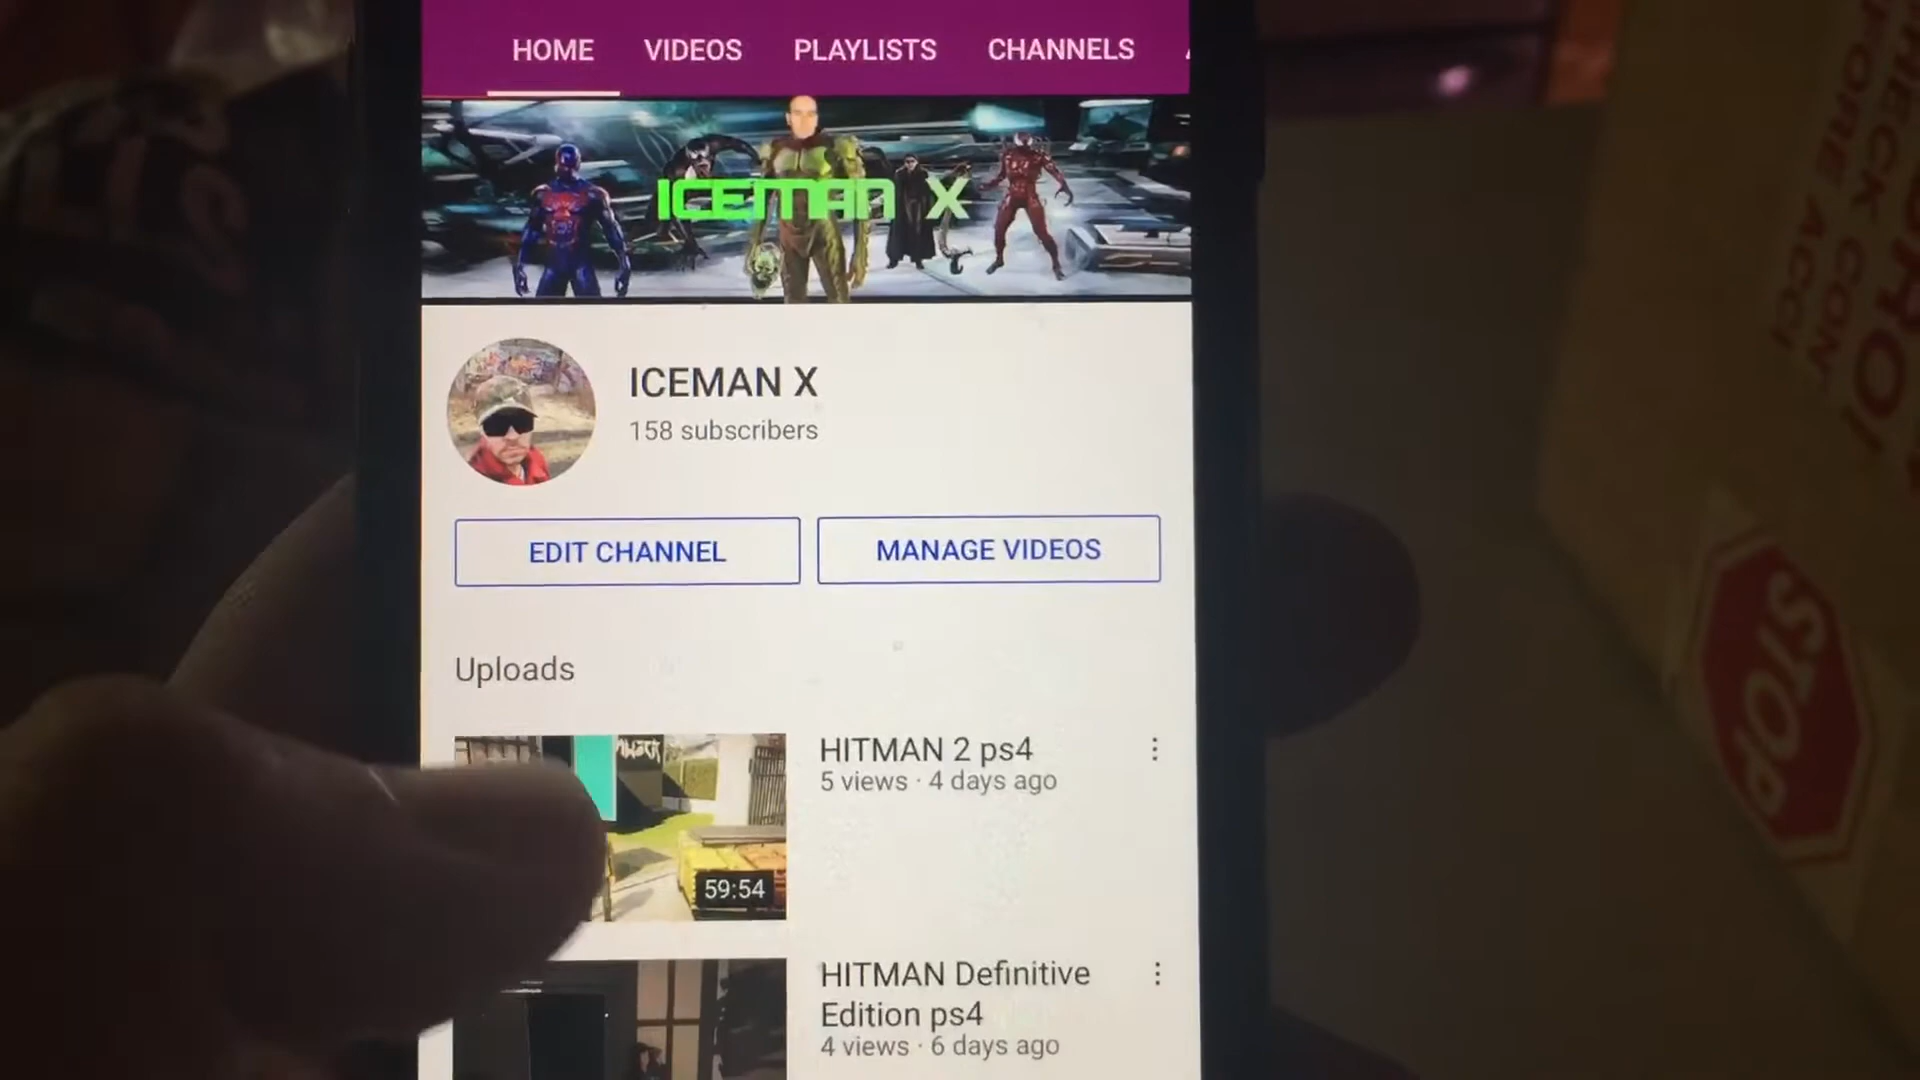 HOME VIDEOS PLAYLISTS CHANNELS
ICEMAN X
ICEMAN X
158 subscribers
EDIT CHANNEL MANAGE VIDEOS
Uploads
HITMAN 2 ps4
5 views · 4 days ago
59:54
HITMAN Definitive
Edition ps4
4 views · 6 days ago
STOP